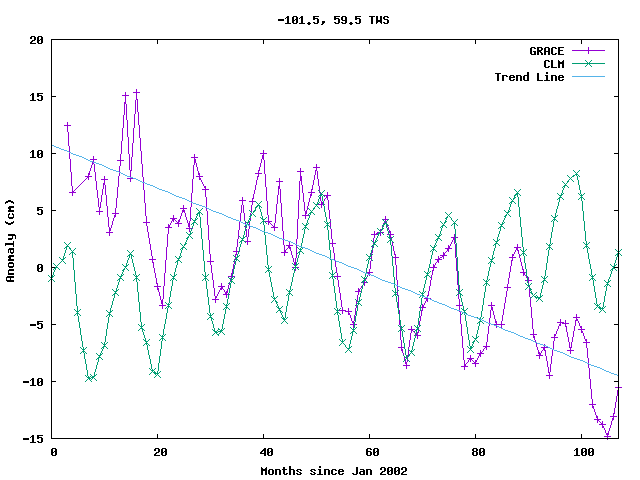 -101.5, 59.5 TWS
20
15
10
5
0
-5
-10
-15
Anomaly (cm)
GRACE
CLM
Trend Line
0 20 40 60 80 100
Months since Jan 2002